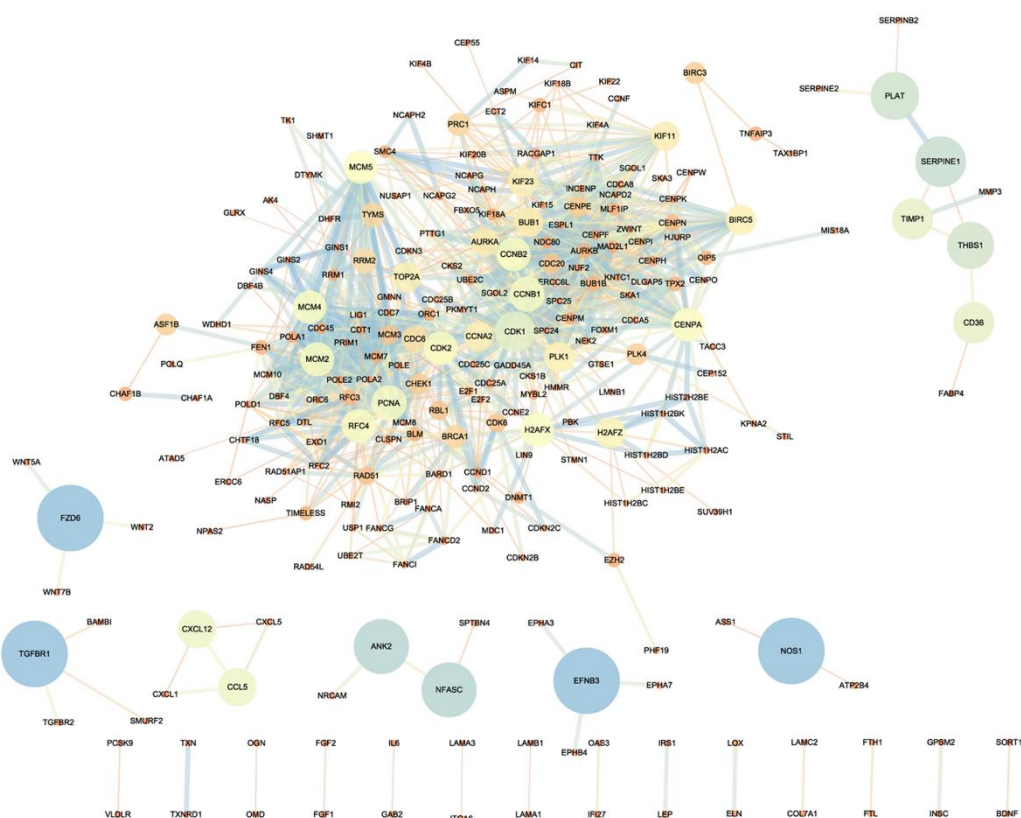 SERPINB2
CEP55
KIF14
CIT
KIF4B
BIRC3
KIF18B
KIF22
ASPM
SERPINE2
PLAT
ECT2
KIFC1
CCNF
NCAPH2
TK1
PRC1
KIF4A
KIF11
TNFAIP3
SHMT1
RACGAP1
TTK
TAX1BP1
SMC4
KIF20B
SGOL1
SERPINE1
MCM5
NCAPG
CDCA8
CENPW
DTYMK
KIF23
INCENP
SKA3
NUSAP1
NCAPG2
NCAPH
NCAPD2
MMP3
AK4
FBXO5
KIF15
CENPE
MLF1IP
CENPK
GLRX
DHFR
TYMS
KIF18A
BUB1
ESPL1
ZWINT
CENPN
BIRC5
TIMP1
PTTG1
CENPF
HJURP
MIS18A
GINS1
CDKN3
AURKA
NDC80
AURKB
MAD2L1
CENPI
THBS1
GINS2
RRM2
CCNB2
CDC20
CENPH
OIP5
GINS4
RRM1
TOP2A
CKS2
UBE2C
NUF2
KNTC1
ERCC6L
BUB1B
DLGAP5
TPX2
CENPO
DBF4B
GMNN
CDC25B
SGOL2
CCNB1
SPC25
SKA1
MCM4
LIG1
CDC7
ORC1
PKMYT1
CENPM
CDCA5
CENPA
CD36
ASF1B
WDHD1
CDC45
CDT1
MCM3
CDC6
CCNA2
CDK1
SPC24
FOXM1
POLA1
PRIM1
CDK2
NEK2
FEN1
MCM2
MCM7
POLE
PLK1
PLK4
TACC3
POLQ
CDC25C
GADD45A
GTSE1
MCM10
POLE2
POLA2
CHEK1
CDC25A
CKS1B
CEP152
CHAF1B
CHAF1A
DBF4
ORC6
RFC3
E2F1
HMMR
LMNB1
FABP4
POLD1
PCNA
RBL1
E2F2
MYBL2
HIST2H2BE
RFC5
DTL
MCM8
CCNE2
PBK
HIST1H2BK
KPNA2
RFC4
CDK6
H2AFX
H2AFZ
CHTF18
EXO1
CLSPN
BLM
BRCA1
HIST1H2AC
STIL
LIN9
HIST1H2BD
ATAD5
RFC2
WNT5A
RAD51AP1
BARD1
CCND1
STMN1
ERCC6
RAD51
CCND2
HIST1H2BE
NASP
BRIP1
DNMT1
HIST1H2BC
RMI2
FANCA
SUV39H1
FZD6
TIMELESS
WNT2
NPAS2
USP1
FANCG
MDC1
CDKN2C
FANCD2
UBE2T
CDKN2B
EZH2
RAD54L
FANCI
WNT7B
BAMBI
CXCL12
CXCL5
SPTBN4
EPHA3
ASS1
ANK2
PHF19
TGFBR1
NOS1
EFNB3
EPHA7
ATP2B4
CCL5
NFASC
CXCL1
NRCAM
TGFBR2
SMURF2
EPHB4
PCSK9
TXN
OGN
FGF2
IL6
LAMA3
LAMB1
OAS3
IRS1
LOX
LAMC2
FTH1
GPSM2
SORT1
VLDLR
TXNRD1
OMD
FGF1
GAB2
LAMA1
IFI27
LEP
ELN
COL7A1
FTL
INSC
BDNF